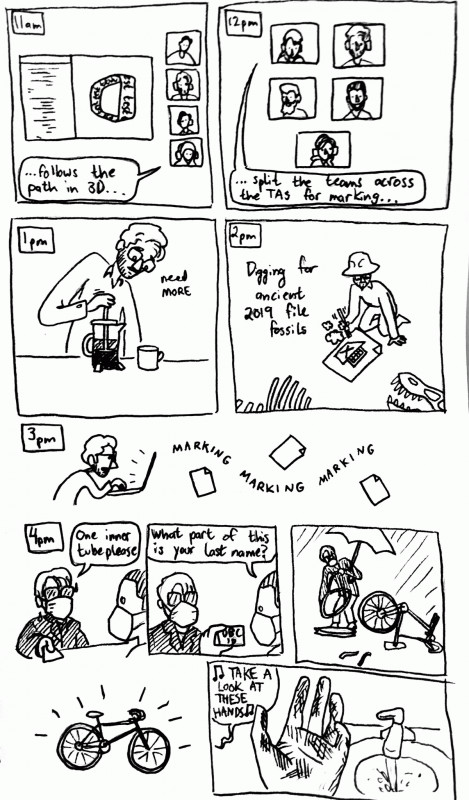 11am
...follows the
path in 3D...
12pm
... split the teams across
the TAs for marking...
1pm
need
MORE
2pm
Digging for
ancient
2019 file
fossils
X
3pm
MARKING
MARKING
MARKING
4pm
One inner
tube please
What part of this
is your last name?
♫ TAKE A
LOOK AT
THESE
HANDS♫